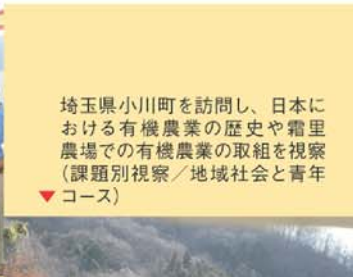 埼玉県小川町を訪問し、日本に
おける有機農業の歴史や霜里
農場での有機農業の取組を視察
（課題別視察／地域社会と青年
▼コース）